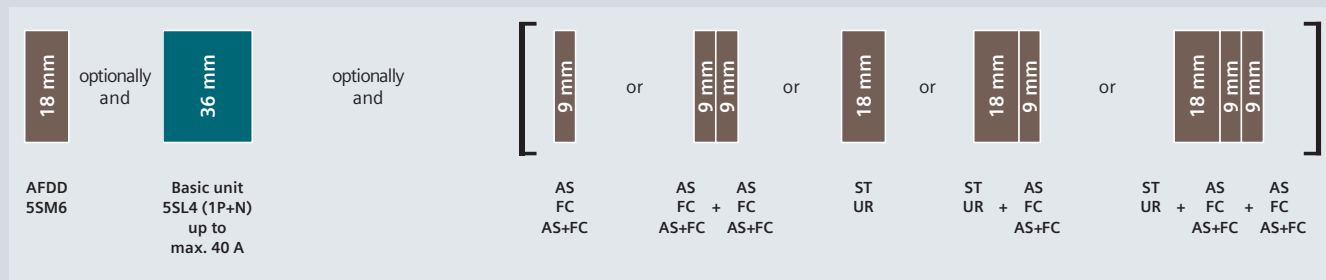 18 mm
optionally
and
36 mm
optionally
and
9 mm
or
9 mm
9 mm
or
18 mm
or
18 mm
9 mm
or
18 mm
9 mm
9 mm
AFDD
5SM6
Basic unit
5SL4 (1P+N)
up to
max. 40 A
AS
FC
AS+FC
AS AS
FC + FC
AS+FC AS+FC
ST
UR
ST AS
UR + FC
AS+FC
ST AS AS
UR + FC + FC
AS+FC AS+FC